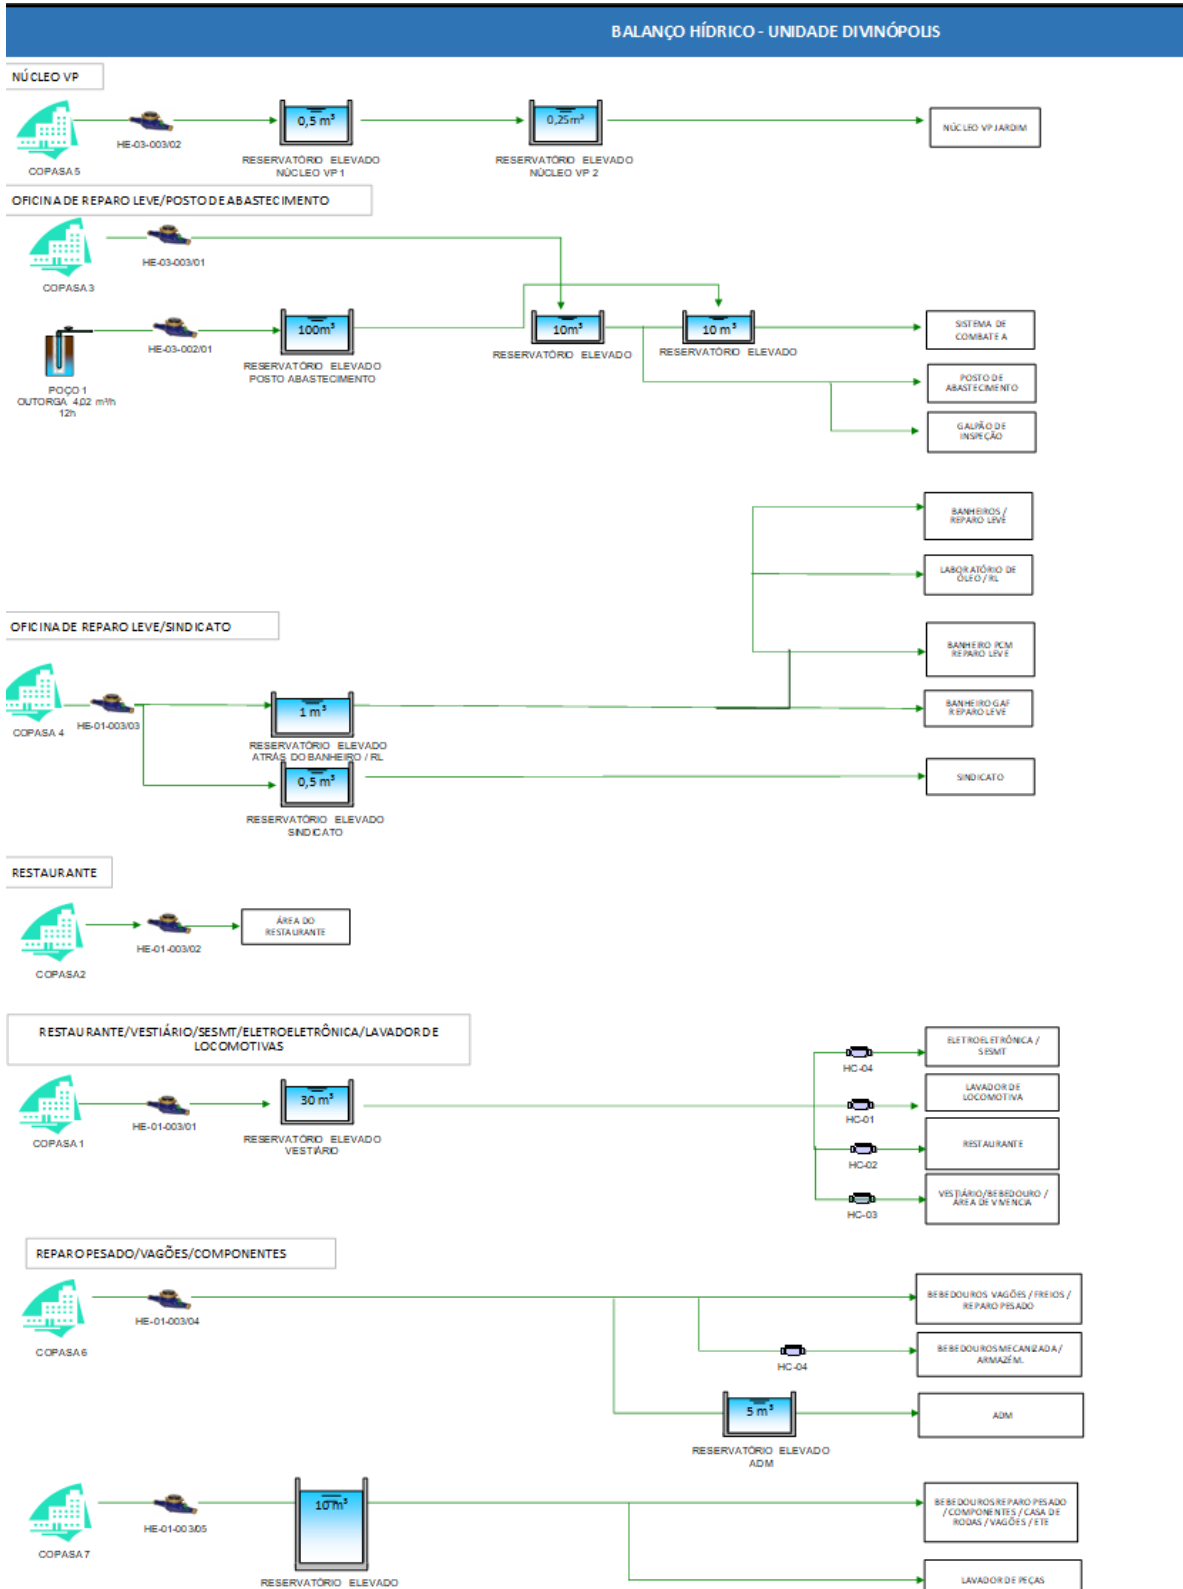 BALANÇO HÍDRICO - UNIDADE DIVINÓPOLIS
NÚCLEO VP
COPASA 5
HE-03-003/02
0,5 m³
RESERVATÓRIO ELEVADO
NÚCLEO VP 1
0,25m³
RESERVATÓRIO ELEVADO
NÚCLEO VP 2
NÚCLEO VP JARDIM
OFICINA DE REPARO LEVE/POSTO DE ABASTECIMENTO
COPASA 3
HE-03-003/01
POÇO 1
OUTORGA 4,02 m³/h
12h
HE-03-002/01
100m³
RESERVATÓRIO ELEVADO
POSTO ABASTECIMENTO
10m³
RESERVATÓRIO ELEVADO
10 m³
RESERVATÓRIO ELEVADO
SISTEMA DE
COMBATE A
POSTO DE
ABASTECIMENTO
GALPÃO DE
INSPEÇÃO
BANHEIROS /
REPARO LEVE
LABORATÓRIO DE
ÓLEO / RL
OFICINA DE REPARO LEVE/SINDICATO
BANHEIRO PCM
REPARO LEVE
COPASA 4
HE-01-003/03
1 m³
RESERVATÓRIO ELEVADO
ATRÁS DO BANHEIRO / RL
BANHEIRO GAF
REPARO LEVE
0,5 m³
RESERVATÓRIO ELEVADO
SINDICATO
SINDICATO
RESTAURANTE
COPASA2
HE-01-003/02
ÁREA DO
RESTAURANTE
RESTAURANTE/VESTIÁRIO/SESMT/ELETROELETRÔNICA/LAVADOR DE
LOCOMOTIVAS
COPASA 1
HE-01-003/01
30 m³
RESERVATÓRIO ELEVADO
VESTIÁRIO
HC-04
ELETROELETRÔNICA /
SESMT
HC-01
LAVADOR DE
LOCOMOTIVA
HC-02
RESTAURANTE
HC-03
VESTIÁRIO/BEBEDOURO /
ÁREA DE VIVENCIA
REPARO PESADO/VAGÕES/COMPONENTES
COPASA 6
HE-01-003/04
BEBEDOUROS VAGÕES / FREIOS /
REPARO PESADO
HC-04
BEBEDOUROS MECANIZADA /
ARMAZÉM.
5 m³
RESERVATÓRIO ELEVADO
ADM
ADM
COPASA 7
HE-01-003/05
10 m³
RESERVATÓRIO ELEVADO
BEBEDOUROS REPARO PESADO
/ COMPONENTES / CASA DE
RODAS / VAGÕES / ETE
LAVADOR DE PEÇAS